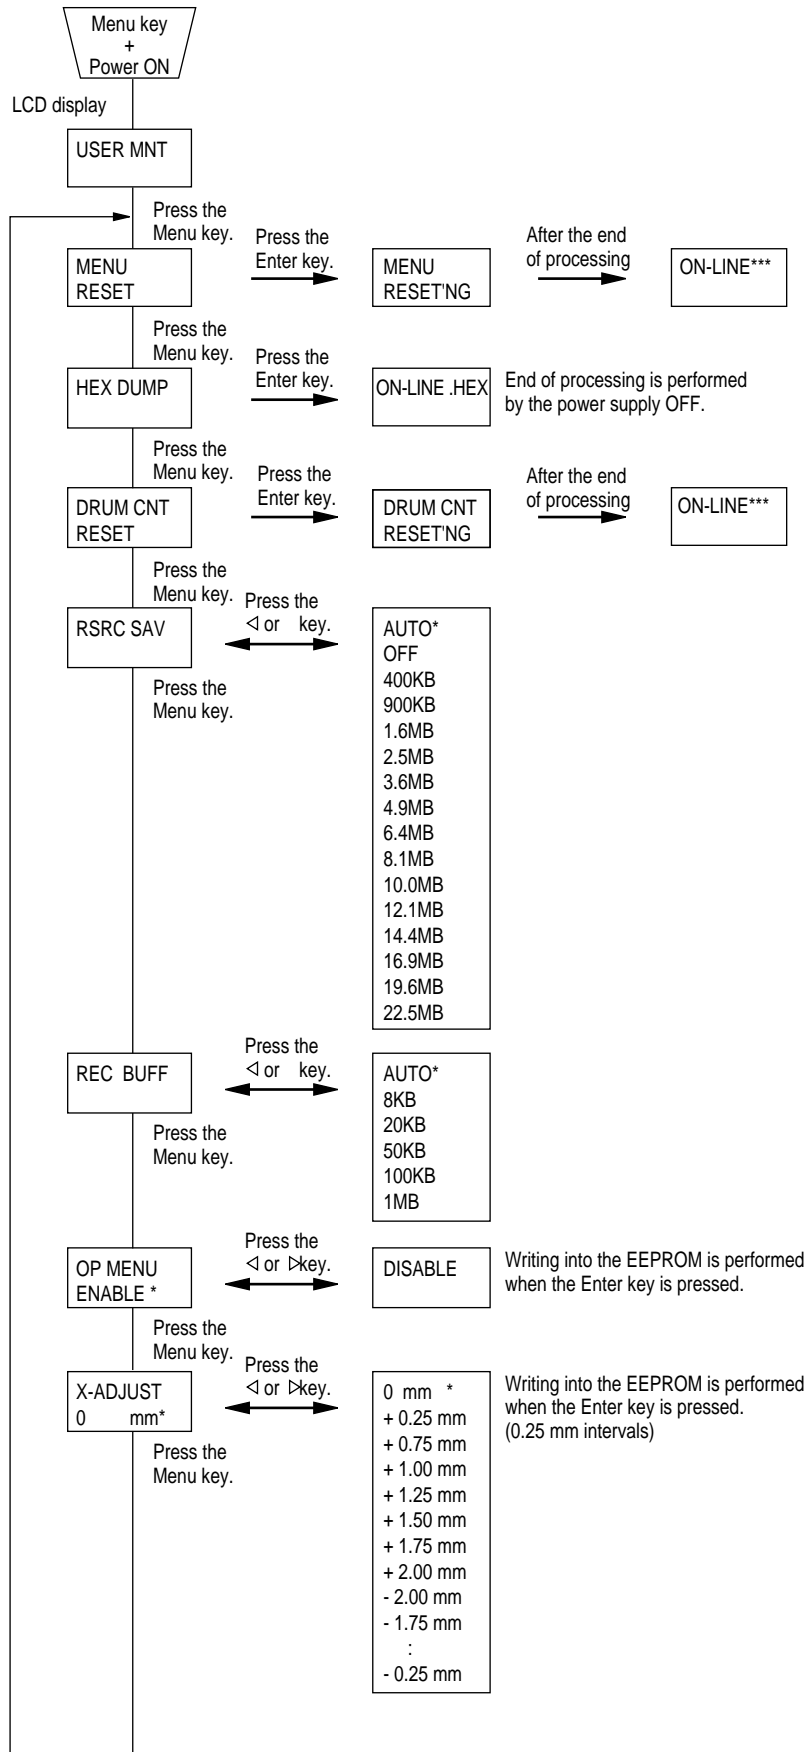 Menu key
+
Power ON
LCD display
USER MNT
Press the
Menu key.
MENU
RESET
Press the
Enter key.
MENU
RESET'NG
After the end
of processing
ON-LINE***
Press the
Menu key.
HEX DUMP
Press the
Enter key.
ON-LINE .HEX
End of processing is performed
by the power supply OFF.
Press the
Menu key.
DRUM CNT
RESET
Press the
Enter key.
DRUM CNT
RESET'NG
After the end
of processing
ON-LINE***
Press the
Menu key.
RSRC SAV
Press the
◁ or key.
AUTO*
OFF
400KB
900KB
1.6MB
2.5MB
3.6MB
4.9MB
6.4MB
8.1MB
10.0MB
12.1MB
14.4MB
16.9MB
19.6MB
22.5MB
Press the
Menu key.
REC BUFF
Press the
◁ or key.
AUTO*
8KB
20KB
50KB
100KB
1MB
Press the
Menu key.
OP MENU
ENABLE *
Press the
◁ or ▷key.
DISABLE
Writing into the EEPROM is performed
when the Enter key is pressed.
Press the
Menu key.
X-ADJUST
0 mm*
Press the
◁ or ▷key.
0 mm *
+ 0.25 mm
+ 0.75 mm
+ 1.00 mm
+ 1.25 mm
+ 1.50 mm
+ 1.75 mm
+ 2.00 mm
- 2.00 mm
- 1.75 mm
:
- 0.25 mm
Writing into the EEPROM is performed
when the Enter key is pressed.
(0.25 mm intervals)
Press the
Menu key.